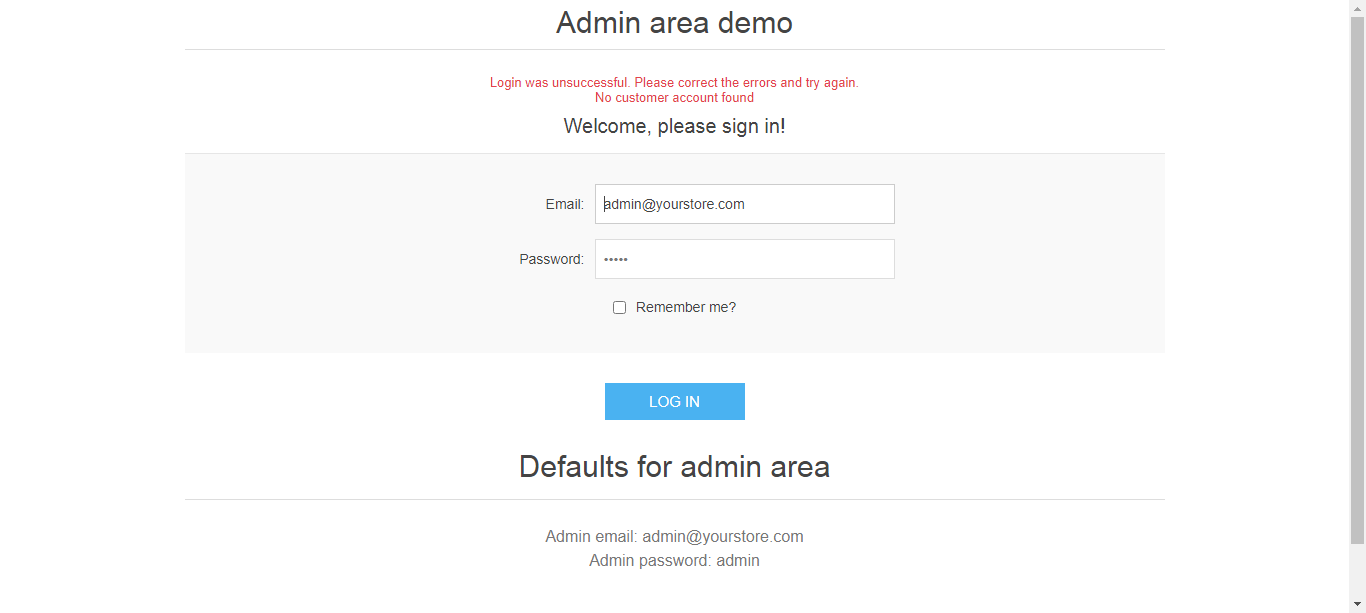 Admin area demo
Login was unsuccessful. Please correct the errors and try again.
No customer account found
Welcome, please sign in!
Email: admin@yourstore.com
Password: •••••
Remember me?
LOG IN
Defaults for admin area
Admin email: admin@yourstore.com
Admin password: admin